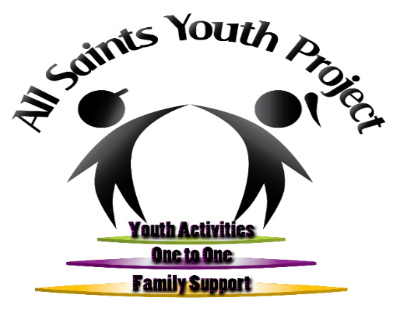 All Saints Youth Project
Youth Activities
One to One
Family Support